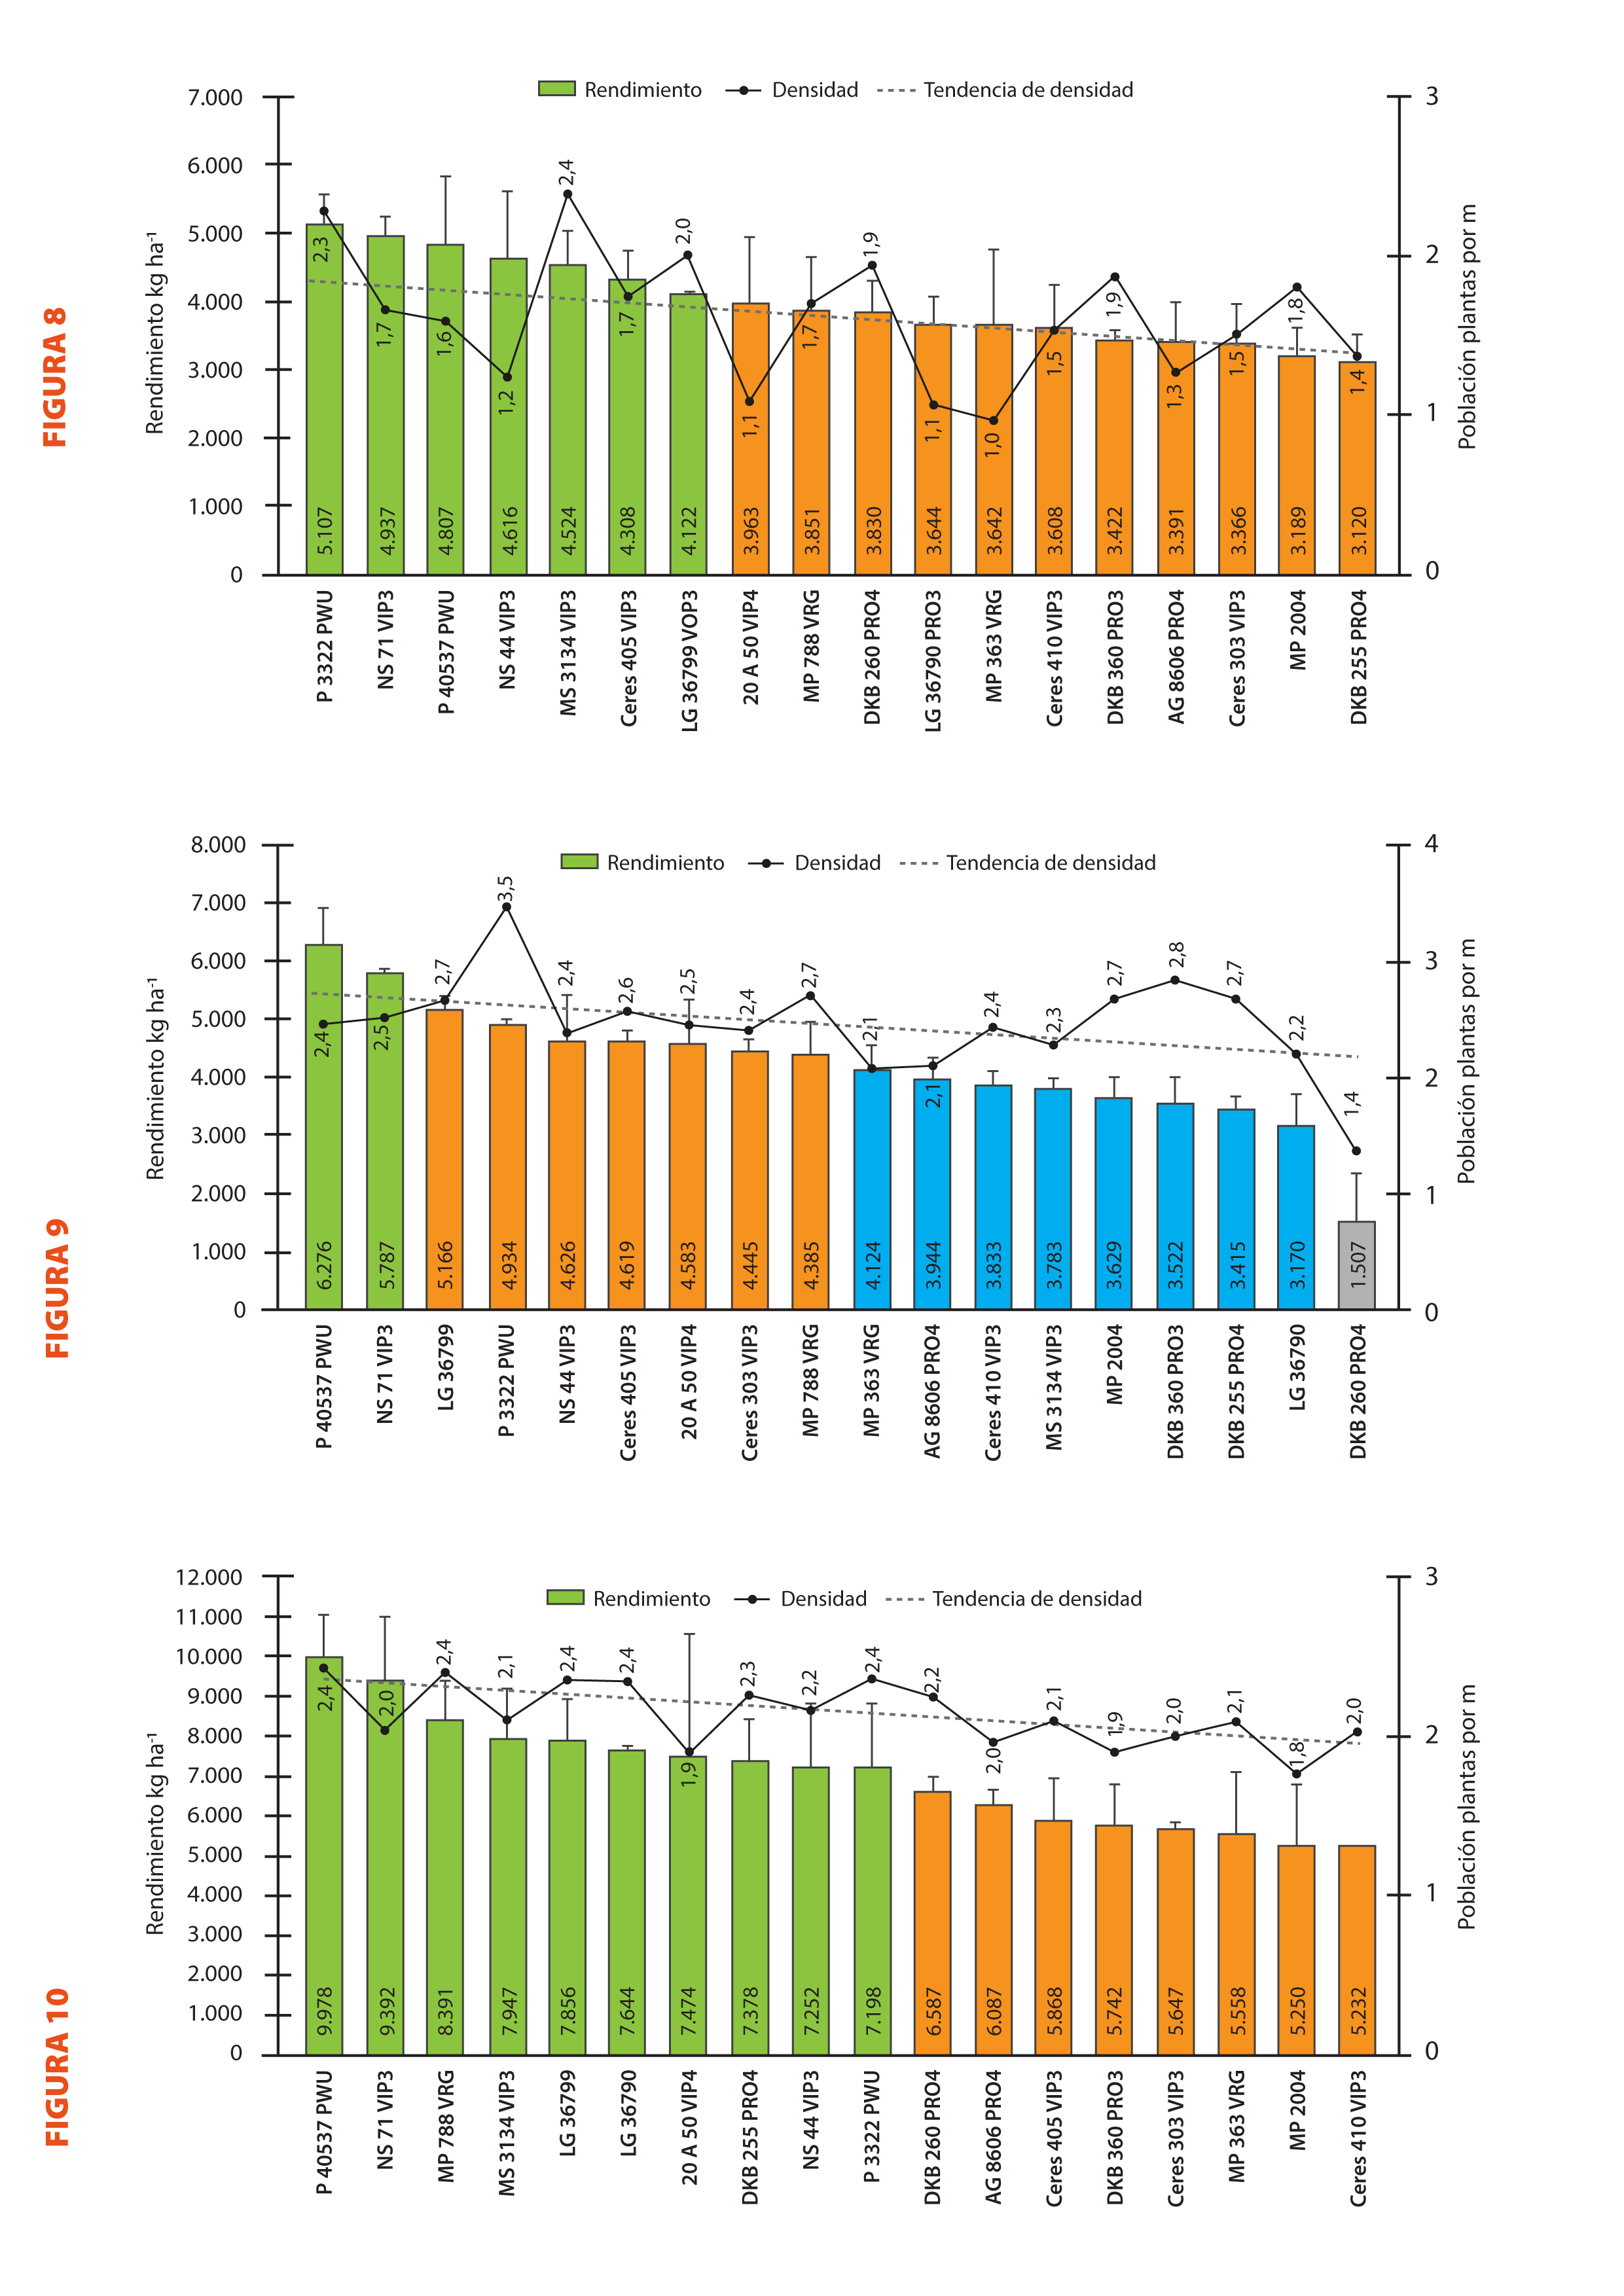 FIGURA 8
Rendimiento Densidad Tendencia de densidad
Rendimiento kg ha-1
7.000
6.000
5.000
4.000
3.000
2.000
1.000
0
3
2
1
0
Población plantas por m
2,3 1,7 1,6 1,2 2,4 1,7 2,0 1,1 1,7 1,9 1,1 1,0 1,5 1,9 1,3 1,5 1,8 1,4
5.107 4.937 4.807 4.616 4.524 4.308 4.122 3.963 3.851 3.830 3.644 3.642 3.608 3.422 3.391 3.366 3.189 3.120
P 3322 PWU
NS 71 VIP3
P 40537 PWU
NS 44 VIP3
MS 3134 VIP3
Ceres 405 VIP3
LG 36799 VOP3
20 A 50 VIP4
MP 788 VRG
DKB 260 PRO4
LG 36790 PRO3
MP 363 VRG
Ceres 410 VIP3
DKB 360 PRO3
AG 8606 PRO4
Ceres 303 VIP3
MP 2004
DKB 255 PRO4
FIGURA 9
Rendimiento Densidad Tendencia de densidad
Rendimiento kg ha-1
8.000
7.000
6.000
5.000
4.000
3.000
2.000
1.000
0
4
3
2
1
0
Población plantas por m
2,4 2,5 2,7 3,5 2,4 2,6 2,5 2,4 2,7 2,1 2,1 2,4 2,3 2,7 2,8 2,7 2,2 1,4
6.276 5.787 5.166 4.934 4.626 4.619 4.583 4.445 4.385 4.124 3.944 3.833 3.783 3.629 3.522 3.415 3.170 1.507
P 40537 PWU
NS 71 VIP3
LG 36799
P 3322 PWU
NS 44 VIP3
Ceres 405 VIP3
20 A 50 VIP4
Ceres 303 VIP3
MP 788 VRG
MP 363 VRG
AG 8606 PRO4
Ceres 410 VIP3
MS 3134 VIP3
MP 2004
DKB 360 PRO3
DKB 255 PRO4
LG 36790
DKB 260 PRO4
FIGURA 10
Rendimiento Densidad Tendencia de densidad
Rendimiento kg ha-1
12.000
11.000
10.000
9.000
8.000
7.000
6.000
5.000
4.000
3.000
2.000
1.000
0
3
2
1
0
Población plantas por m
2,4 2,0 2,4 2,1 2,4 2,4 1,9 2,3 2,2 2,4 2,2 2,0 2,1 1,9 2,0 2,1 1,8 2,0
9.978 9.392 8.391 7.947 7.856 7.644 7.474 7.378 7.252 7.198 6.587 6.087 5.868 5.742 5.647 5.558 5.250 5.232
P 40537 PWU
NS 71 VIP3
MP 788 VRG
MS 3134 VIP3
LG 36799
LG 36790
20 A 50 VIP4
DKB 255 PRO4
NS 44 VIP3
P 3322 PWU
DKB 260 PRO4
AG 8606 PRO4
Ceres 405 VIP3
DKB 360 PRO3
Ceres 303 VIP3
MP 363 VRG
MP 2004
Ceres 410 VIP3